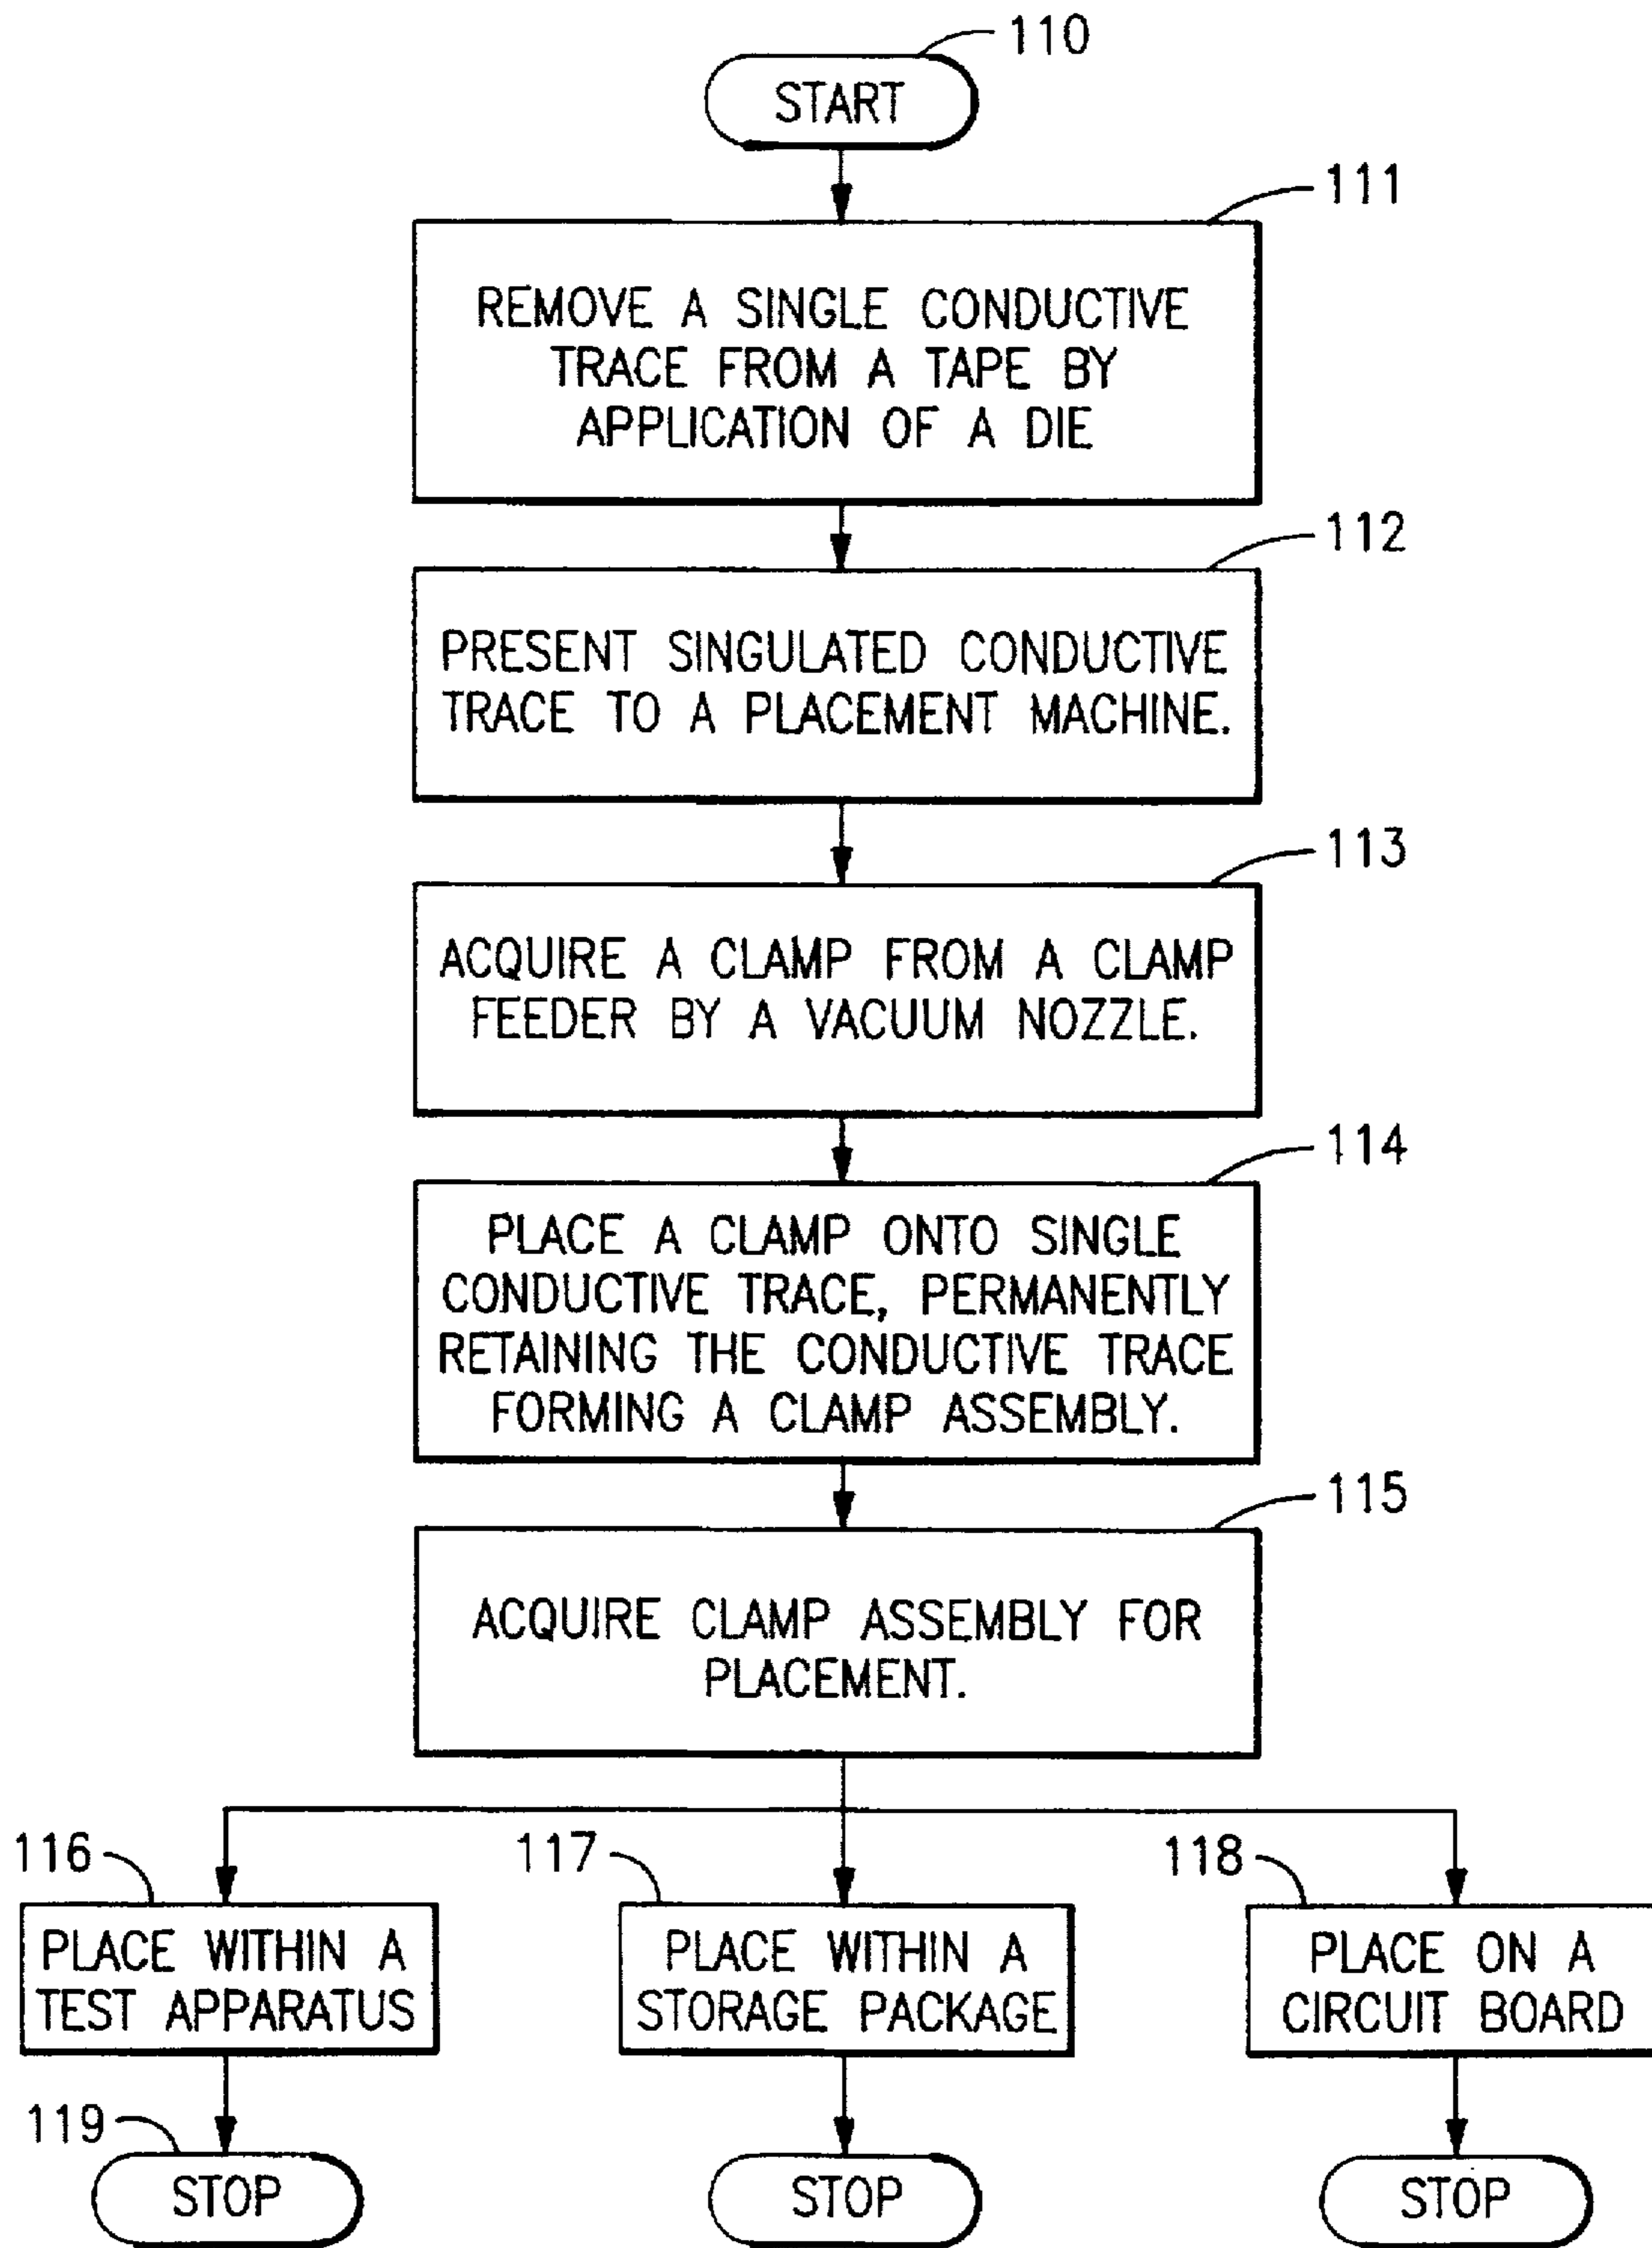 110
START
111
REMOVE A SINGLE CONDUCTIVE
TRACE FROM A TAPE BY
APPLICATION OF A DIE
112
PRESENT SINGULATED CONDUCTIVE
TRACE TO A PLACEMENT MACHINE.
113
ACQUIRE A CLAMP FROM A CLAMP
FEEDER BY A VACUUM NOZZLE.
114
PLACE A CLAMP ONTO SINGLE
CONDUCTIVE TRACE, PERMANENTLY
RETAINING THE CONDUCTIVE TRACE
FORMING A CLAMP ASSEMBLY.
115
ACQUIRE CLAMP ASSEMBLY FOR
PLACEMENT.
116
PLACE WITHIN A
TEST APPARATUS
117
PLACE WITHIN A
STORAGE PACKAGE
118
PLACE ON A
CIRCUIT BOARD
119
STOP
STOP
STOP